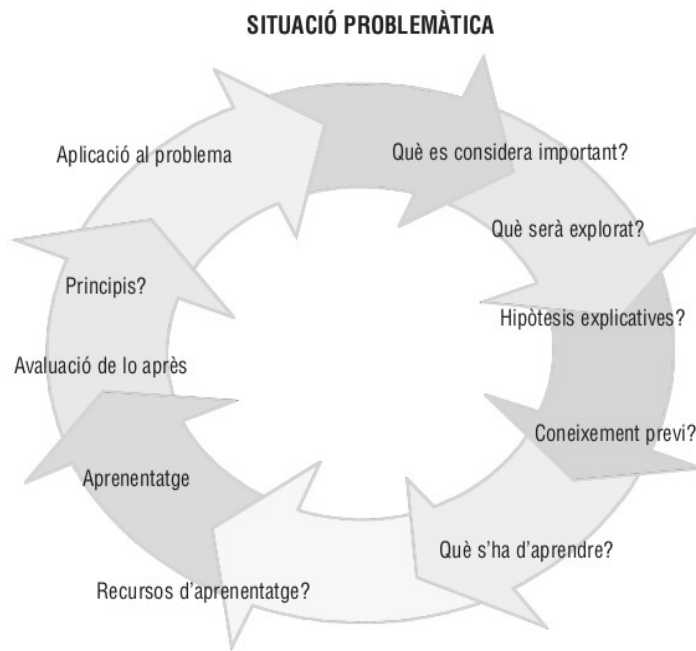 SITUACIÓ PROBLEMÀTICA
Què es considera important?
Què serà explorat?
Hipòtesis explicatives?
Coneixement previ?
Què s'ha d'aprendre?
Recursos d'aprenentatge?
Aprenentatge
Avaluació de lo après
Principis?
Aplicació al problema